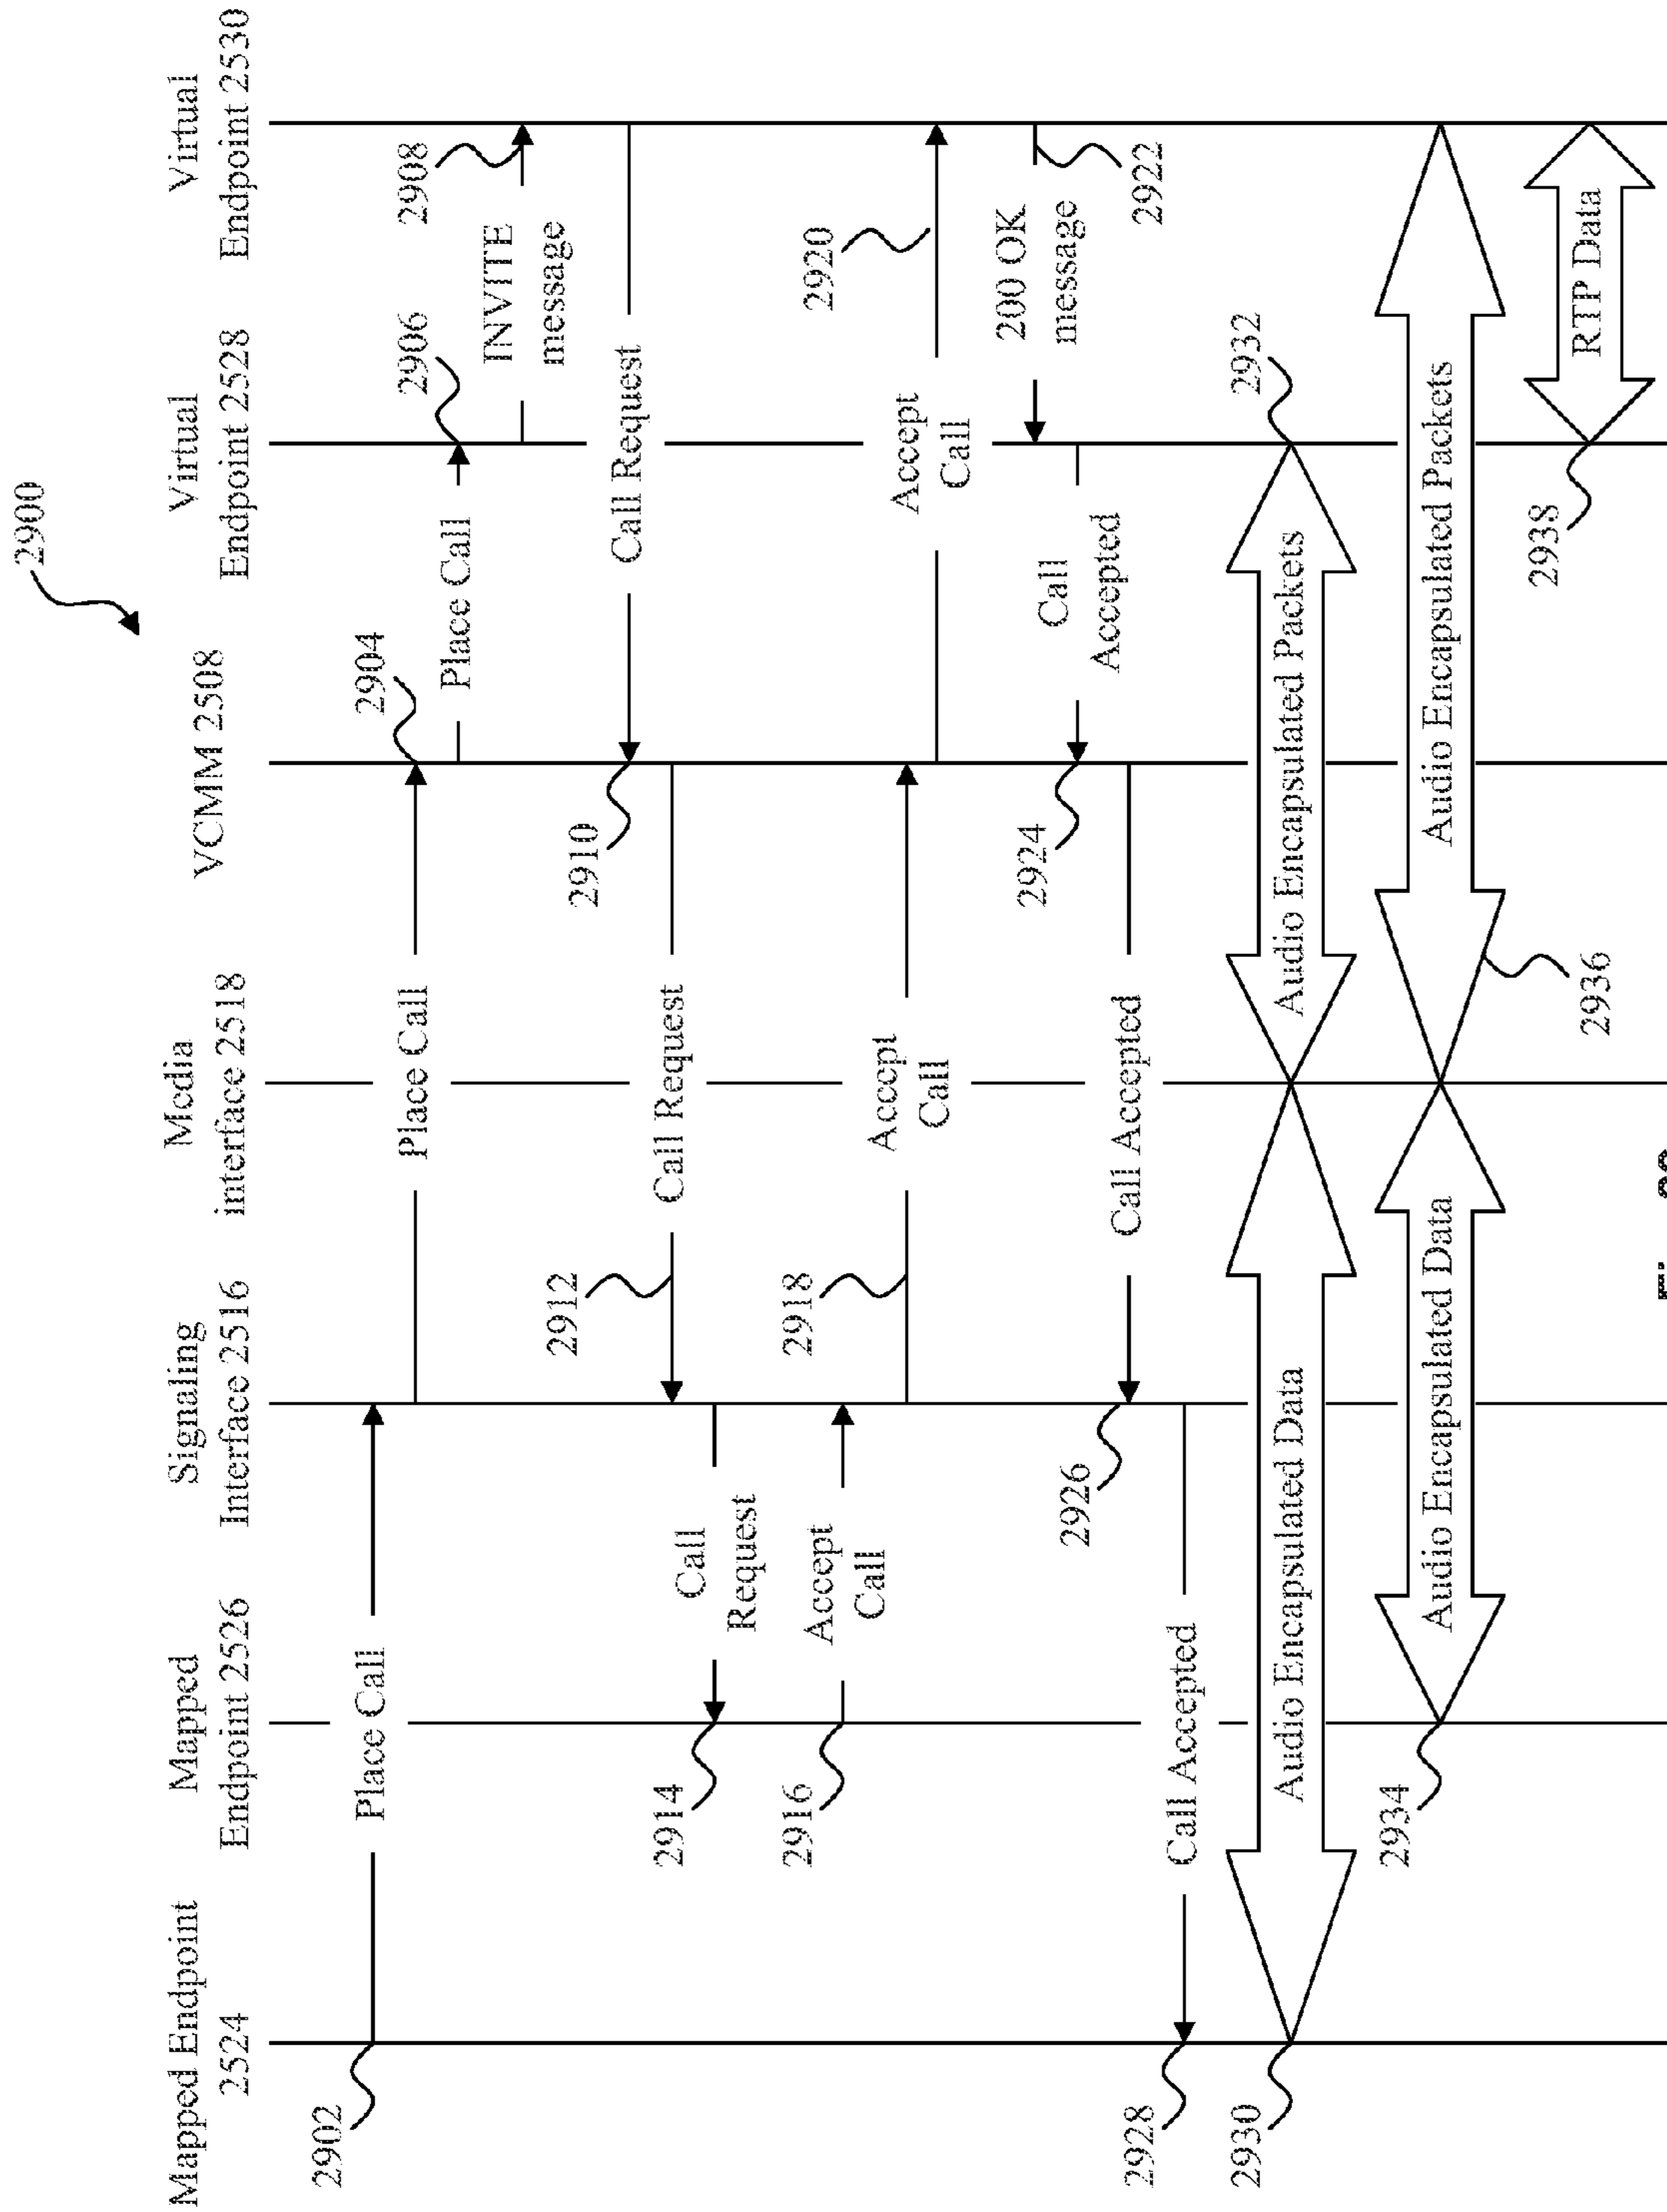 2900
Mapped Endpoint
2524
Mapped
Endpoint 2526
Signaling
Interface 2516
Media
interface 2518
VCMM 2508
Virtual
Endpoint 2528
Virtual
Endpoint 2530
2902
Place Call
Place Call
2904
Place Call
2906
INVITE
message
2908
Call Request
2910
Call Request
2912
Call
Request
2914
Accept
Call
2916
Accept
Call
2918
Accept
Call
2920
200 OK
message
2922
Call
Accepted
2924
Call Accepted
2926
Call Accepted
2928
2930
Audio Encapsulated Data
Audio Encapsulated Packets
2932
2934
Audio Encapsulated Data
Audio Encapsulated Packets
2936
RTP Data
2938